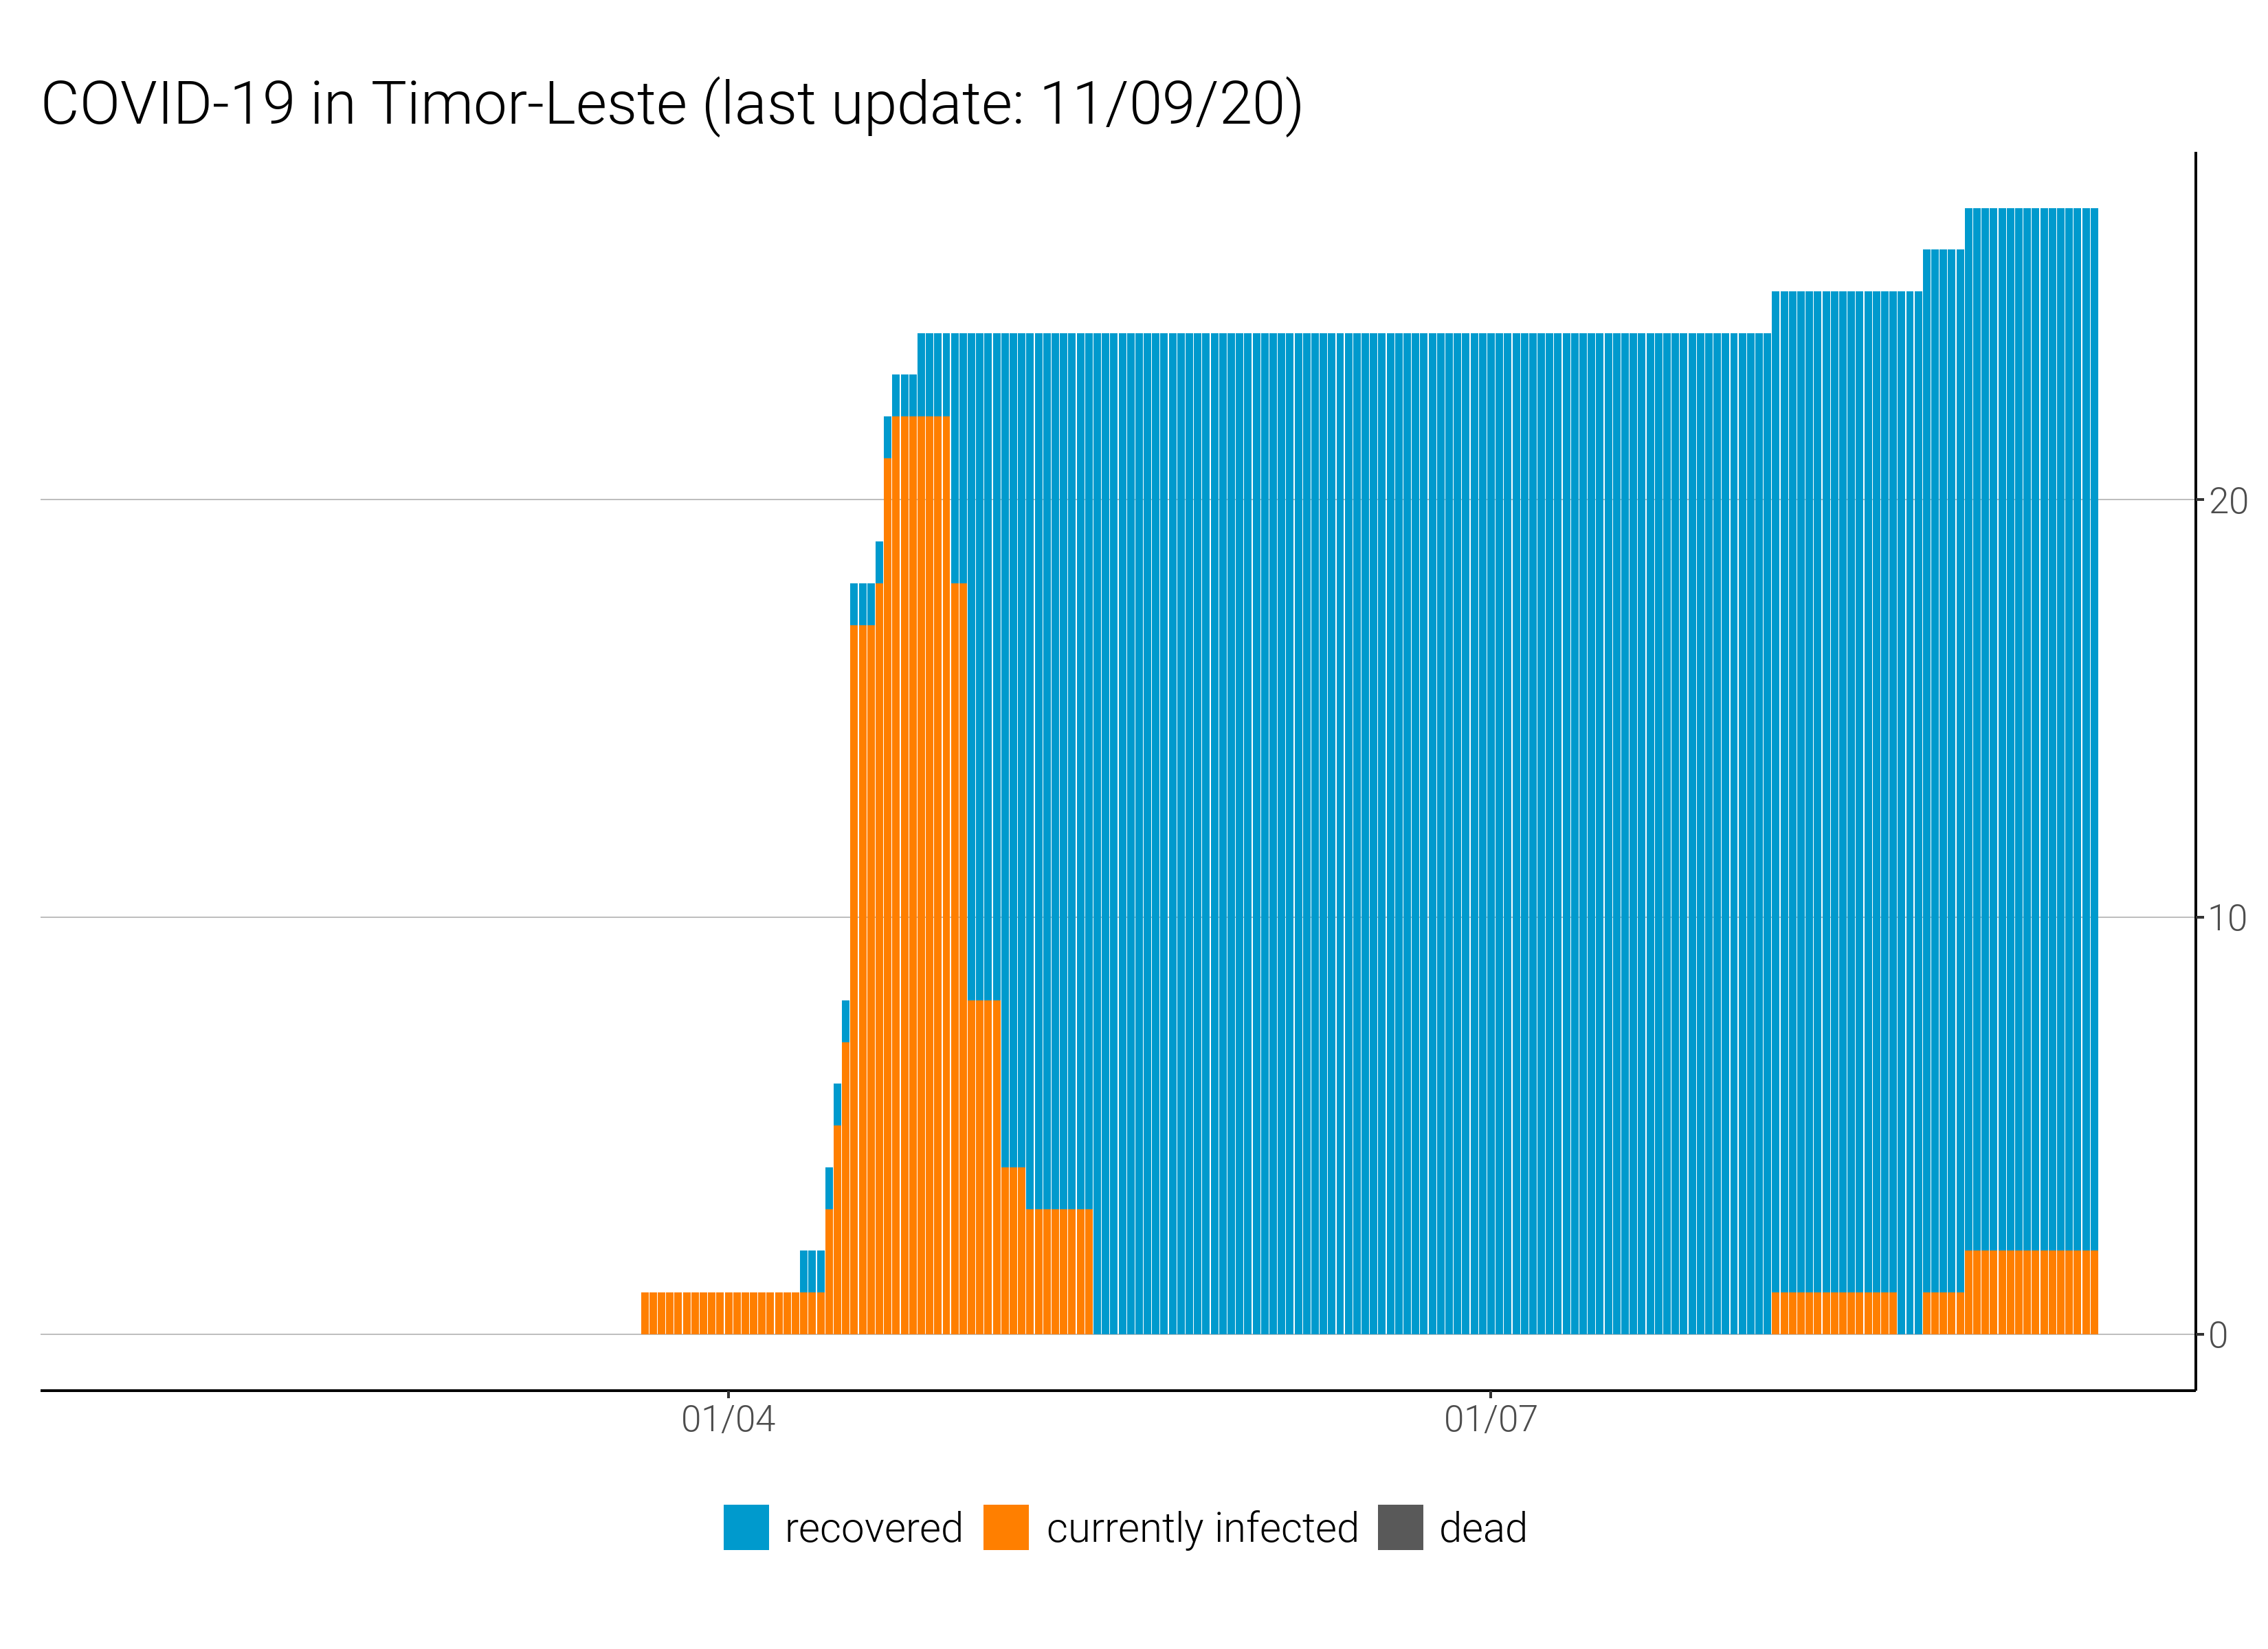 COVID-19 in Timor-Leste (last update: 11/09/20)
20
10
0
01/04 01/07
recovered currently infected dead